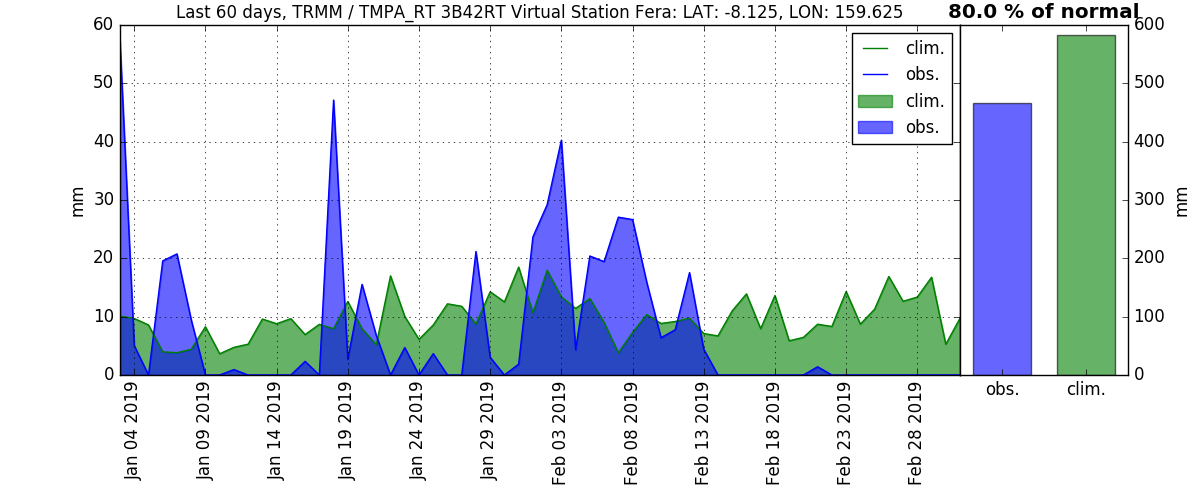 Last 60 days, TRMM / TMPA_RT 3B42RT Virtual Station Fera: LAT: -8.125, LON: 159.625
80.0 % of normal
60
50
40
30
20
10
0
mm
clim.
obs.
clim.
obs.
Jan 04 2019
Jan 09 2019
Jan 14 2019
Jan 19 2019
Jan 24 2019
Jan 29 2019
Feb 03 2019
Feb 08 2019
Feb 13 2019
Feb 18 2019
Feb 23 2019
Feb 28 2019
600
500
400
300
200
100
0
mm
obs.
clim.